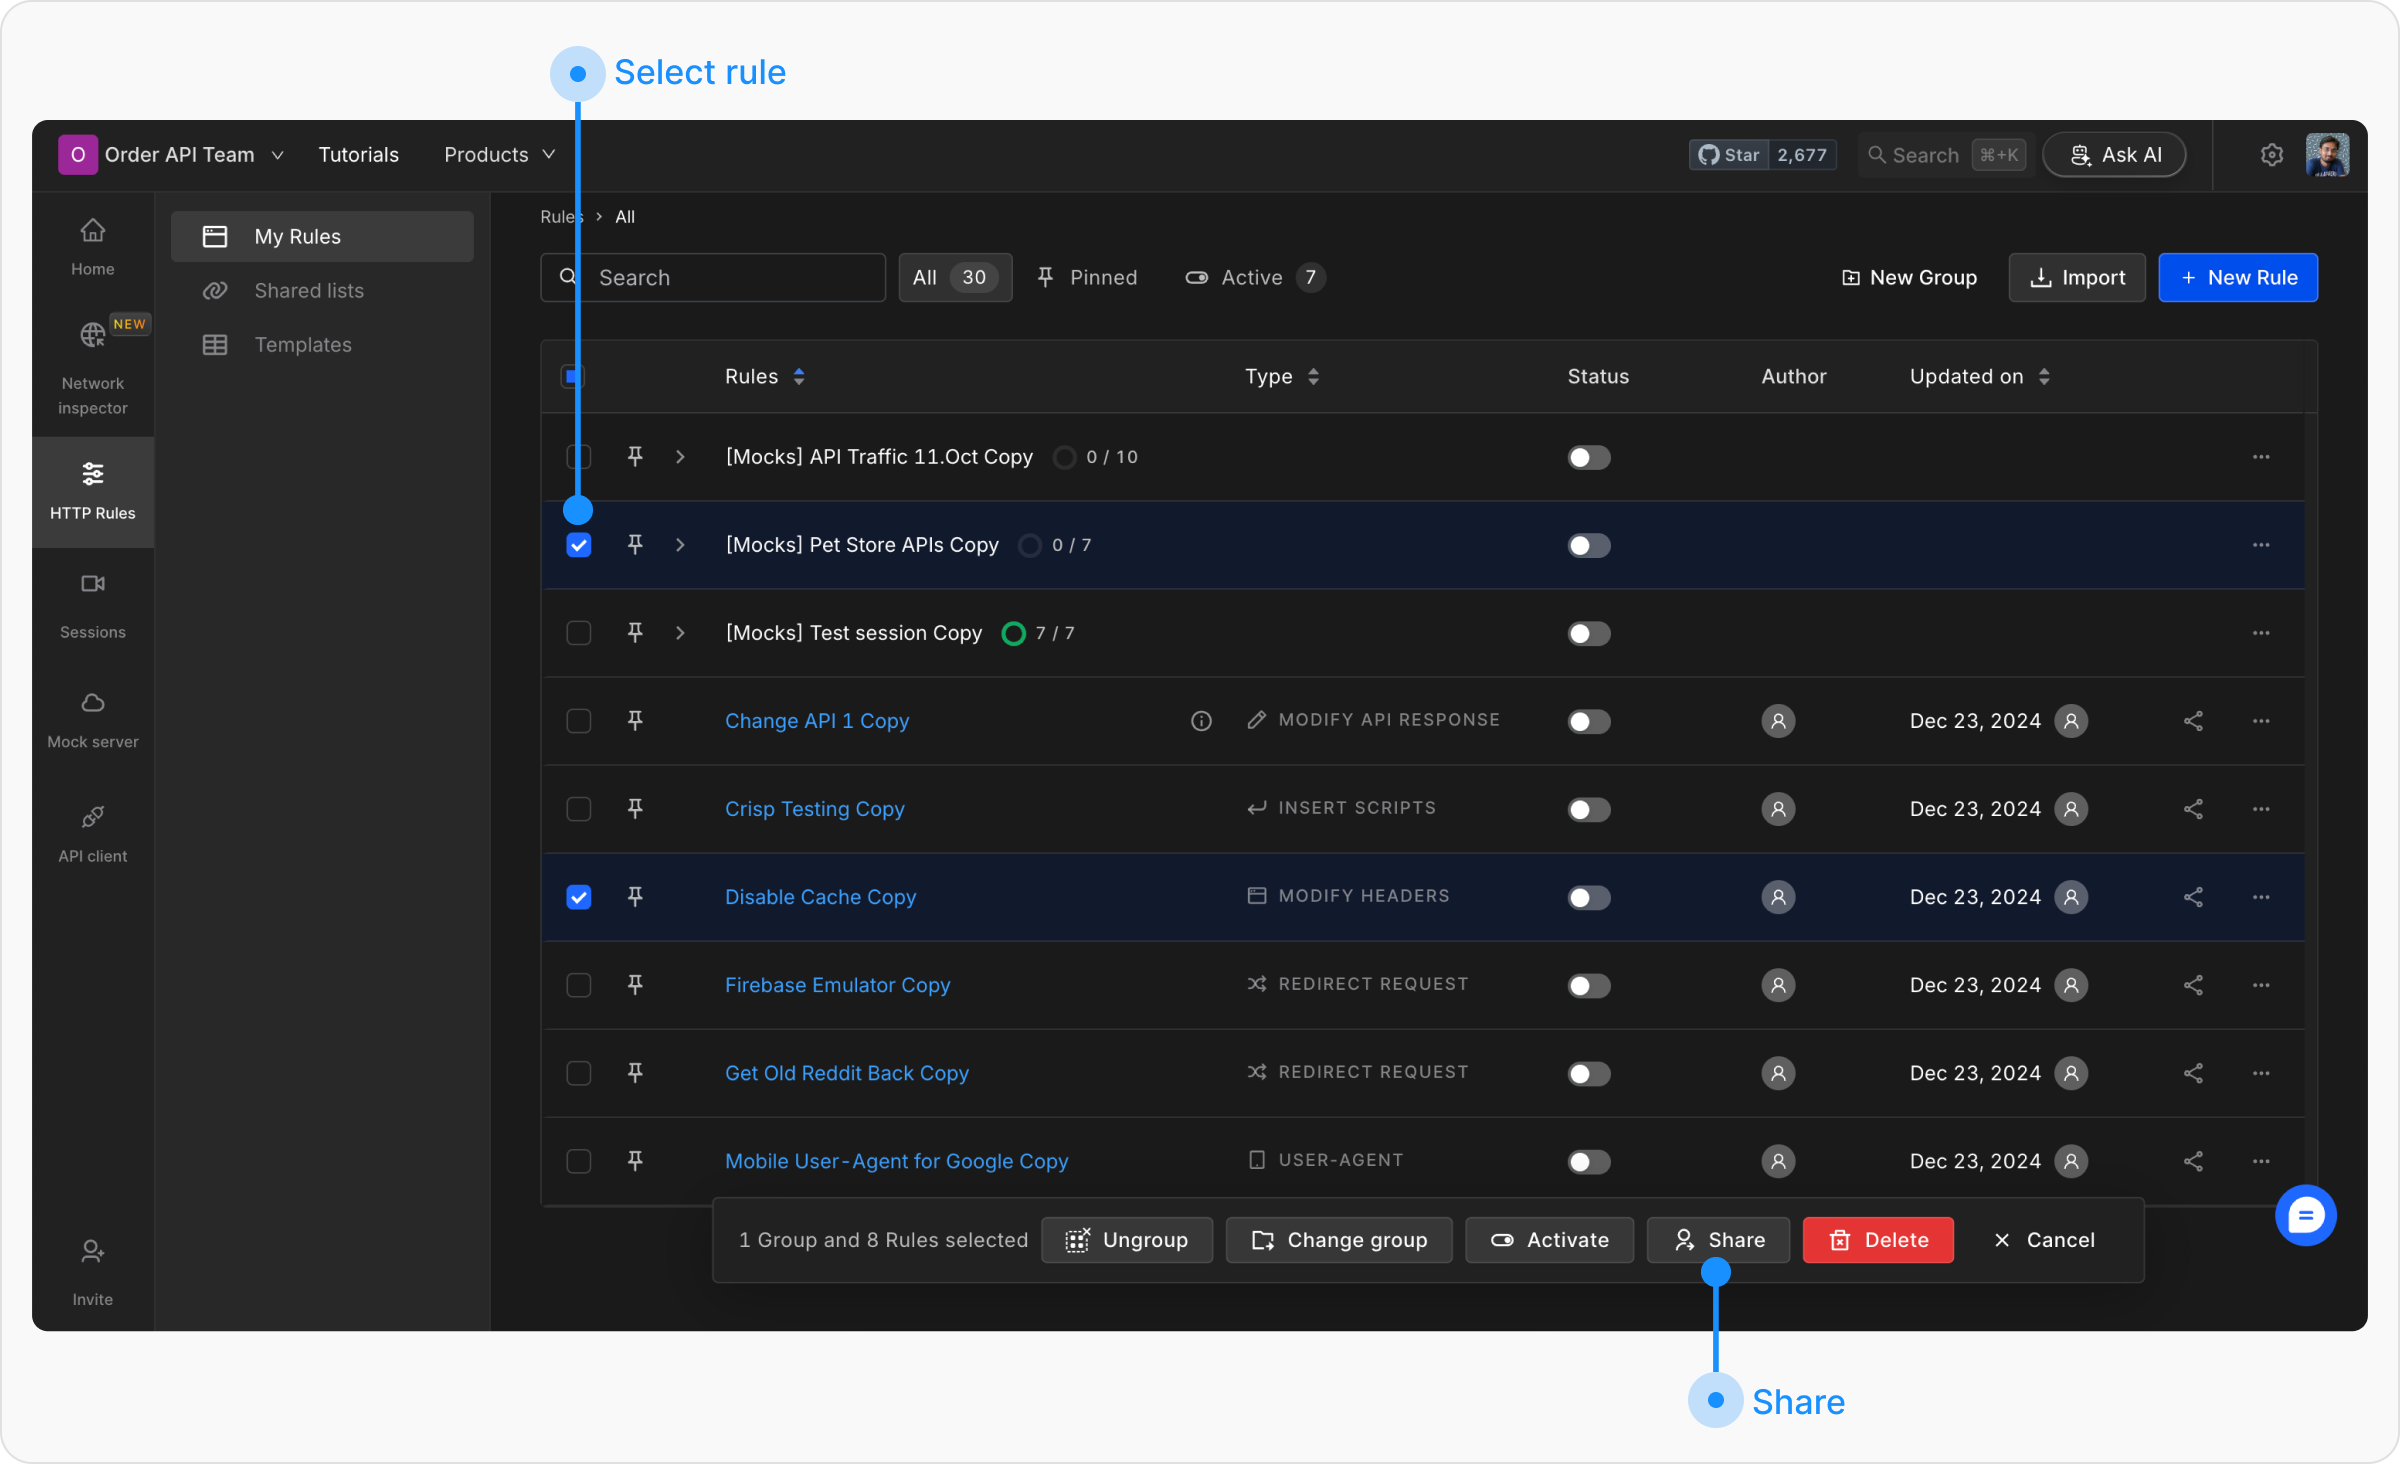 Select rule
O Order API Team Tutorials Products Star 2,677 Search ⌘+K Ask AI
Home
NEW
Network
inspector
HTTP Rules
Sessions
Mock server
API client
Invite
My Rules
Shared lists
Templates
Rules > All
Search All 30 Pinned Active 7 New Group Import + New Rule
Rules Type Status Author Updated on
[Mocks] API Traffic 11.Oct Copy 0 / 10
[Mocks] Pet Store APIs Copy 0 / 7
[Mocks] Test session Copy 7 / 7
Change API 1 Copy MODIFY API RESPONSE Dec 23, 2024
Crisp Testing Copy INSERT SCRIPTS Dec 23, 2024
Disable Cache Copy MODIFY HEADERS Dec 23, 2024
Firebase Emulator Copy REDIRECT REQUEST Dec 23, 2024
Get Old Reddit Back Copy REDIRECT REQUEST Dec 23, 2024
Mobile User-Agent for Google Copy USER-AGENT Dec 23, 2024
1 Group and 8 Rules selected Ungroup Change group Activate Share Delete Cancel
Share